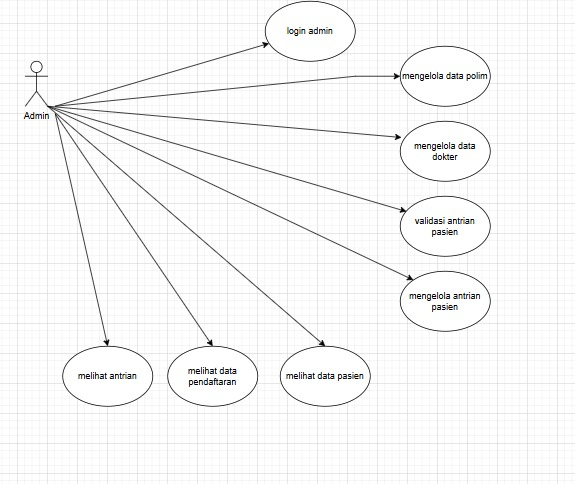 login admin
mengelola data polim
Admin
mengelola data
dokter
validasi antrian
pasien
mengelola antrian
pasien
melihat antrian
melihat data
pendaftaran
melihat data pasien